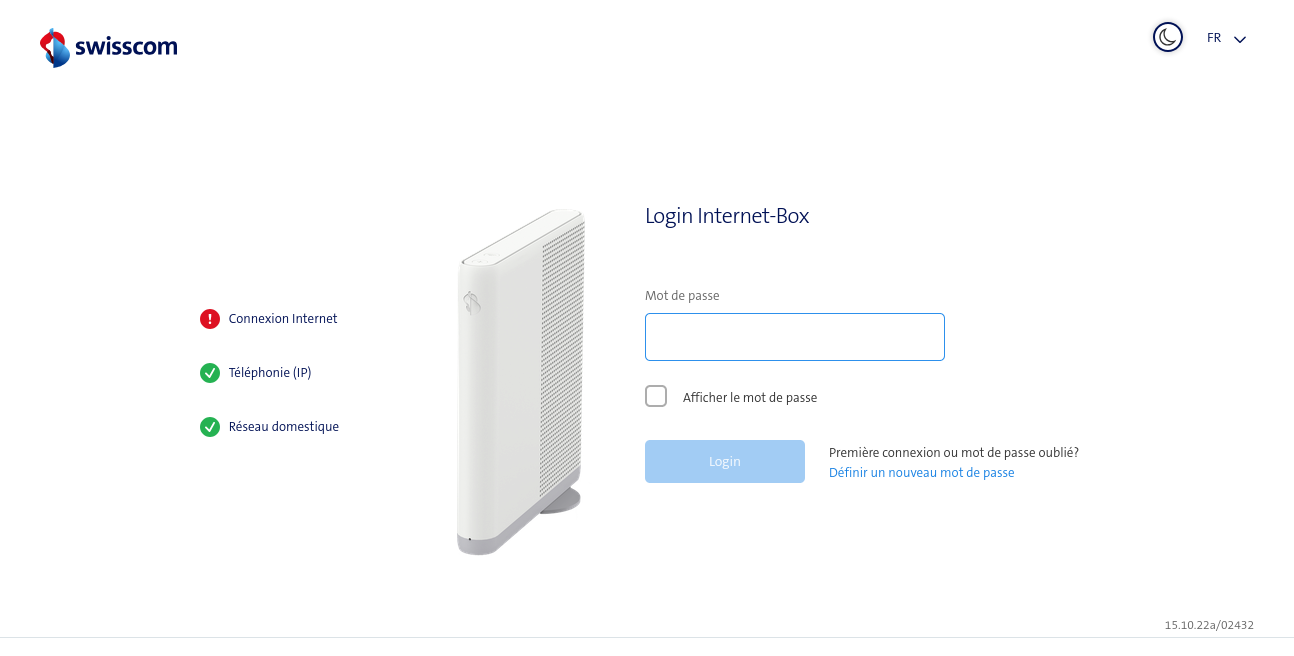 swisscom
FR
Login Internet-Box
Mot de passe
Connexion Internet
Téléphonie (IP)
Réseau domestique
Afficher le mot de passe
Login
Première connexion ou mot de passe oublié?
Définir un nouveau mot de passe
15.10.22a/02432